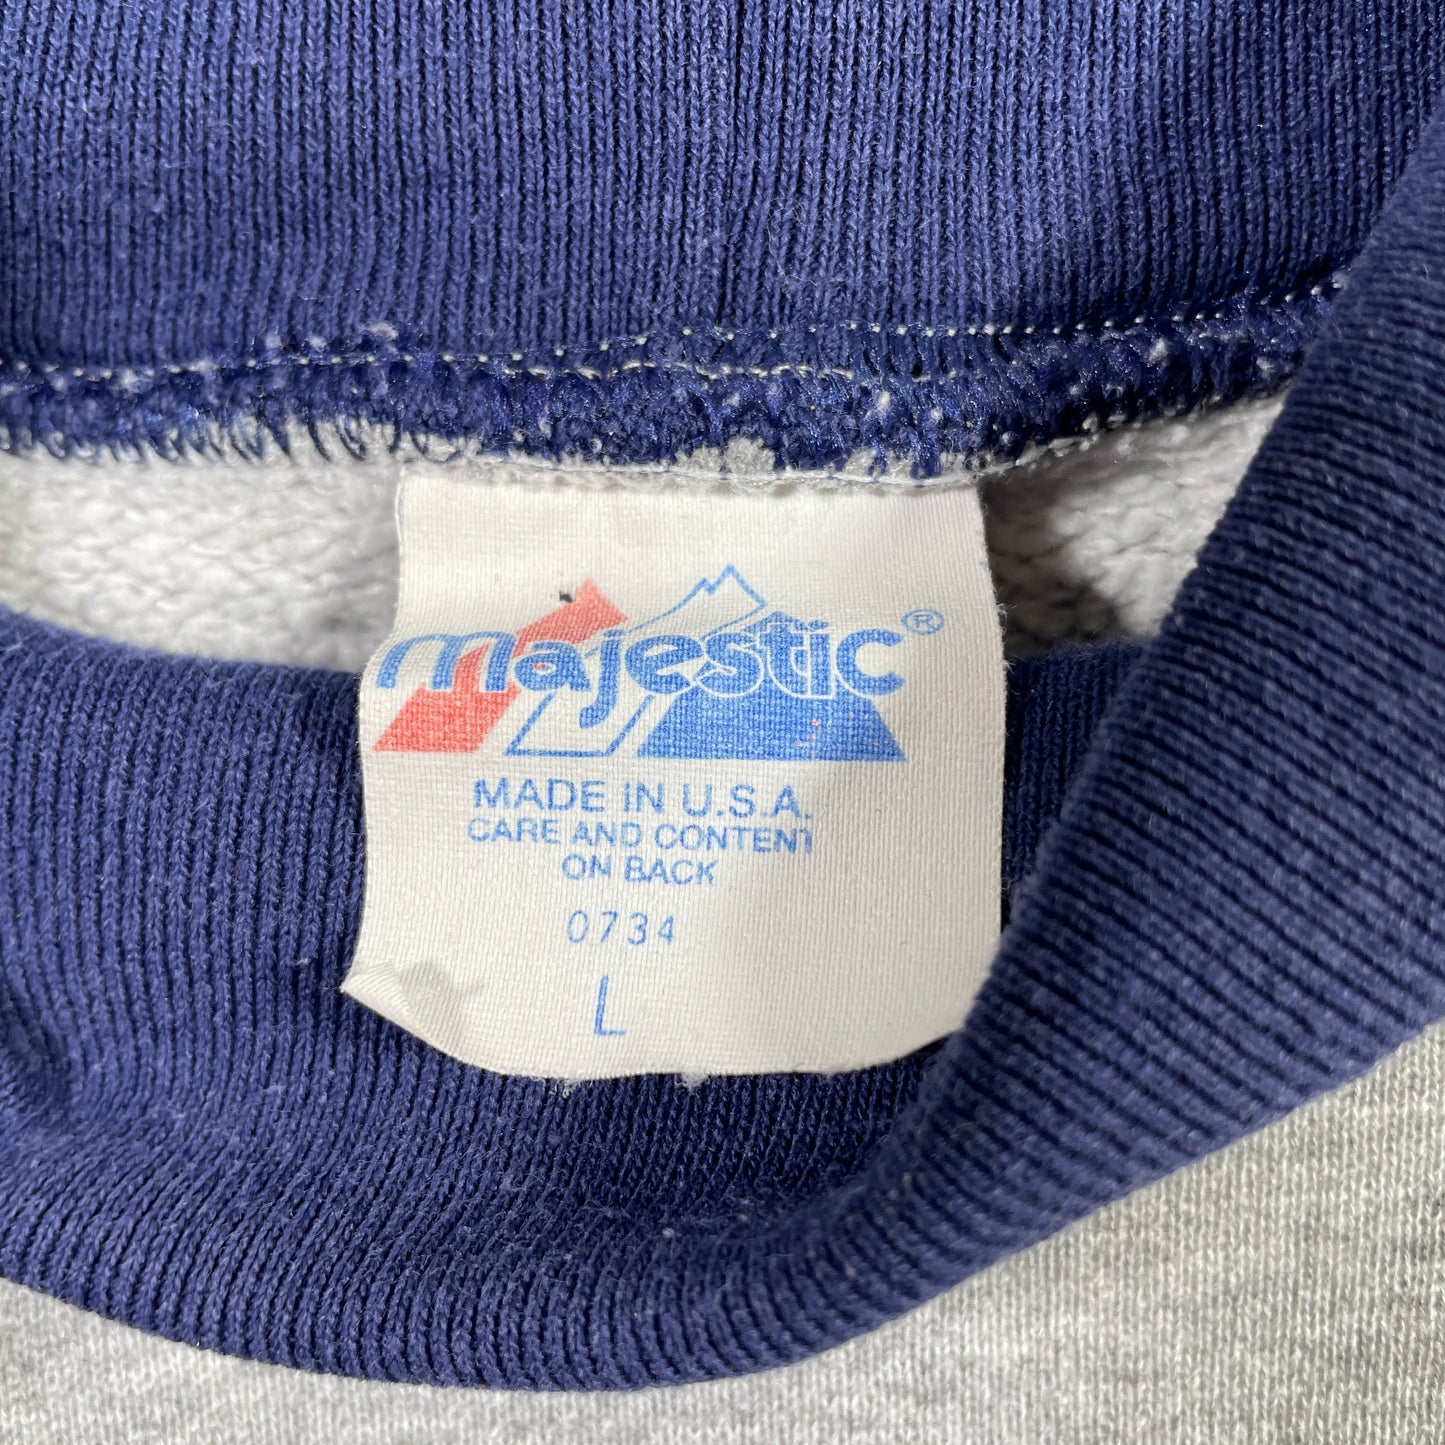 majestic®
MADE IN U.S.A.
CARE AND CONTENT
ON BACK
0734
L